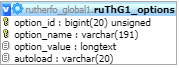 rutherfo_global1.ruThG1_options
option_id : bigint(20) unsigned
option_name : varchar(191)
option_value : longtext
autoload : varchar(20)